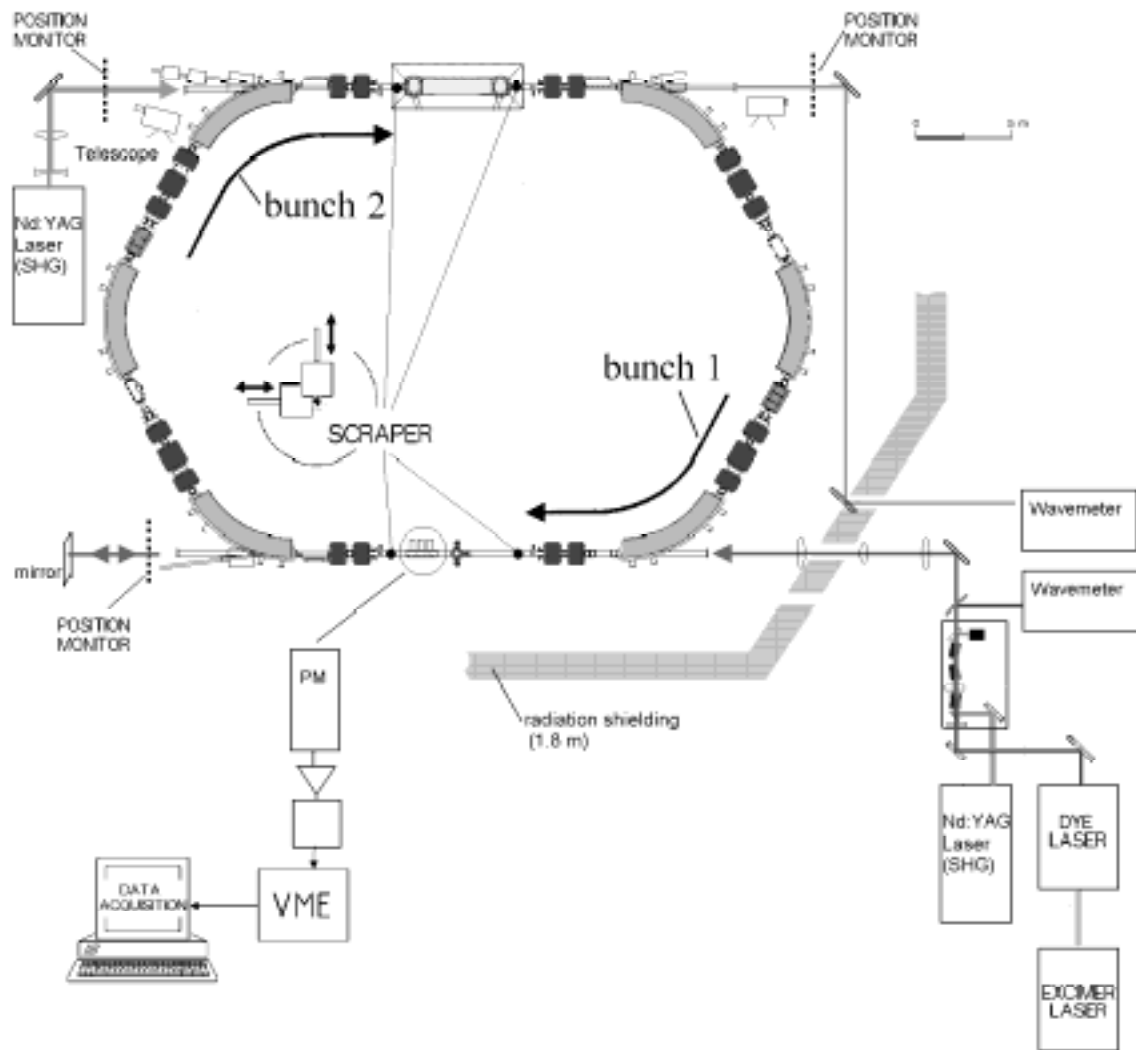 POSITION
MONITOR
POSITION
MONITOR
Telescope
bunch 2
Nd:YAG
Laser
(SHG)
bunch 1
SCRAPER
Wavemeter
mirror
POSITION
MONITOR
Wavemeter
PM
radiation shielding
(1.8 m)
Nd:YAG
Laser
(SHG)
DYE
LASER
DATA
ACQUISITION
VME
EXCIMER
LASER